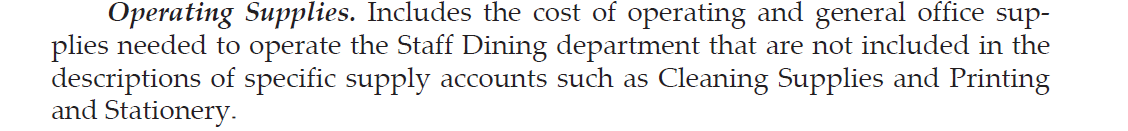 Operating Supplies. Includes the cost of operating and general office sup-
plies needed to operate the Staff Dining department that are not included in the
descriptions of specific supply accounts such as Cleaning Supplies and Printing
and Stationery.